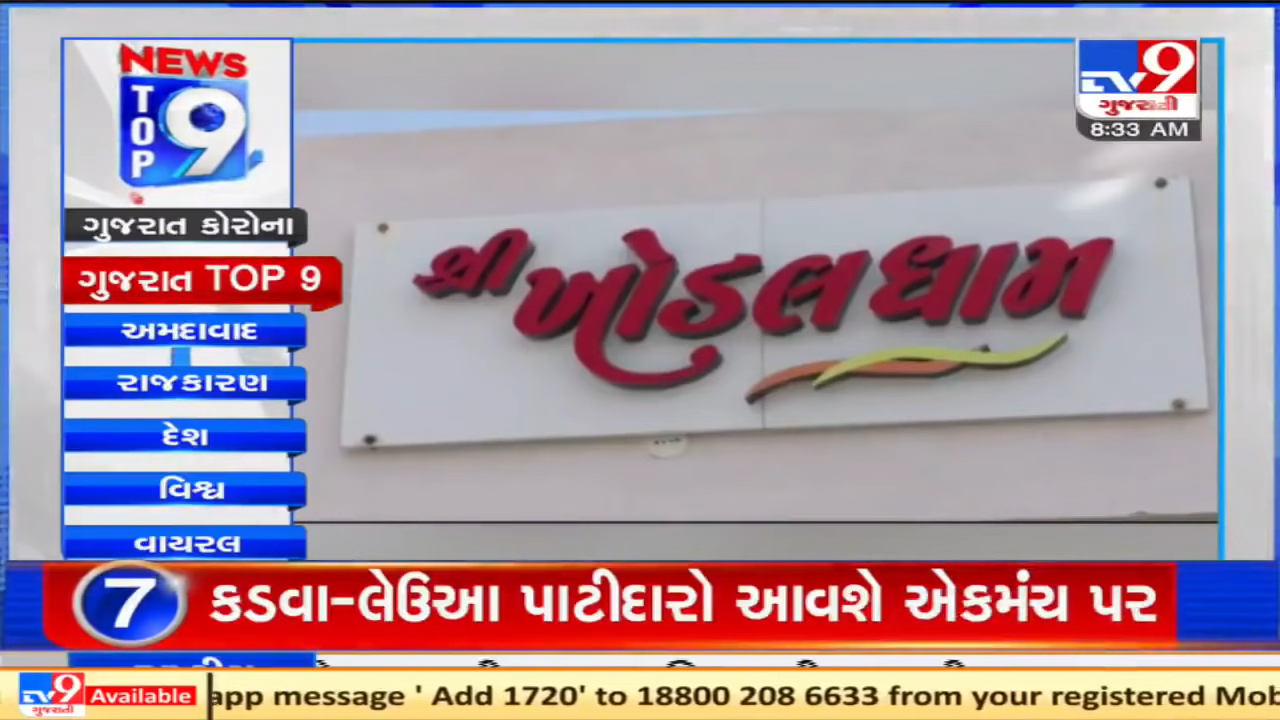 NEWS
TOP 9
TV9
ગુજરાતી
8:33 AM
ગુજરાત કોરોના
ગુજરાત TOP 9
અમદાવાદ
રાજકારણ
દેશ
વિશ્વ
વાયરલ
શ્રી ખોડલધામ
7 કડવા-લેઉઆ પાટીદારો આવશે એકમંચ પર
TV9 ગુજરાતી Available app message ' Add 1720' to 18800 208 6633 from your registered Mob